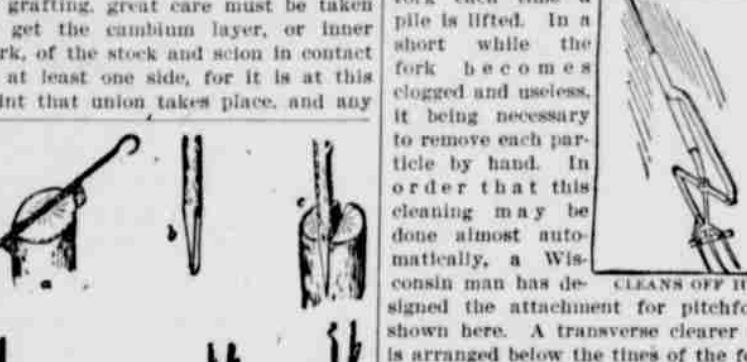 grafting, great care must be taken
get the cambium layer, or inner
rk, of the stock and scion in contact
at least one side, for it is at this
int that union takes place, and any
a
b
c
pile is lifted. In a
short while the
fork becomes
clogged and useless,
it being necessary
to remove each par-
ticle by hand. In
order that this
cleaning may be
done almost auto-
matically, a Wis-
consin man has de-
signed the attachment for pitchfo
shown here. A transverse clearer
is arranged below the tines of the fo
CLEANS OFF IT